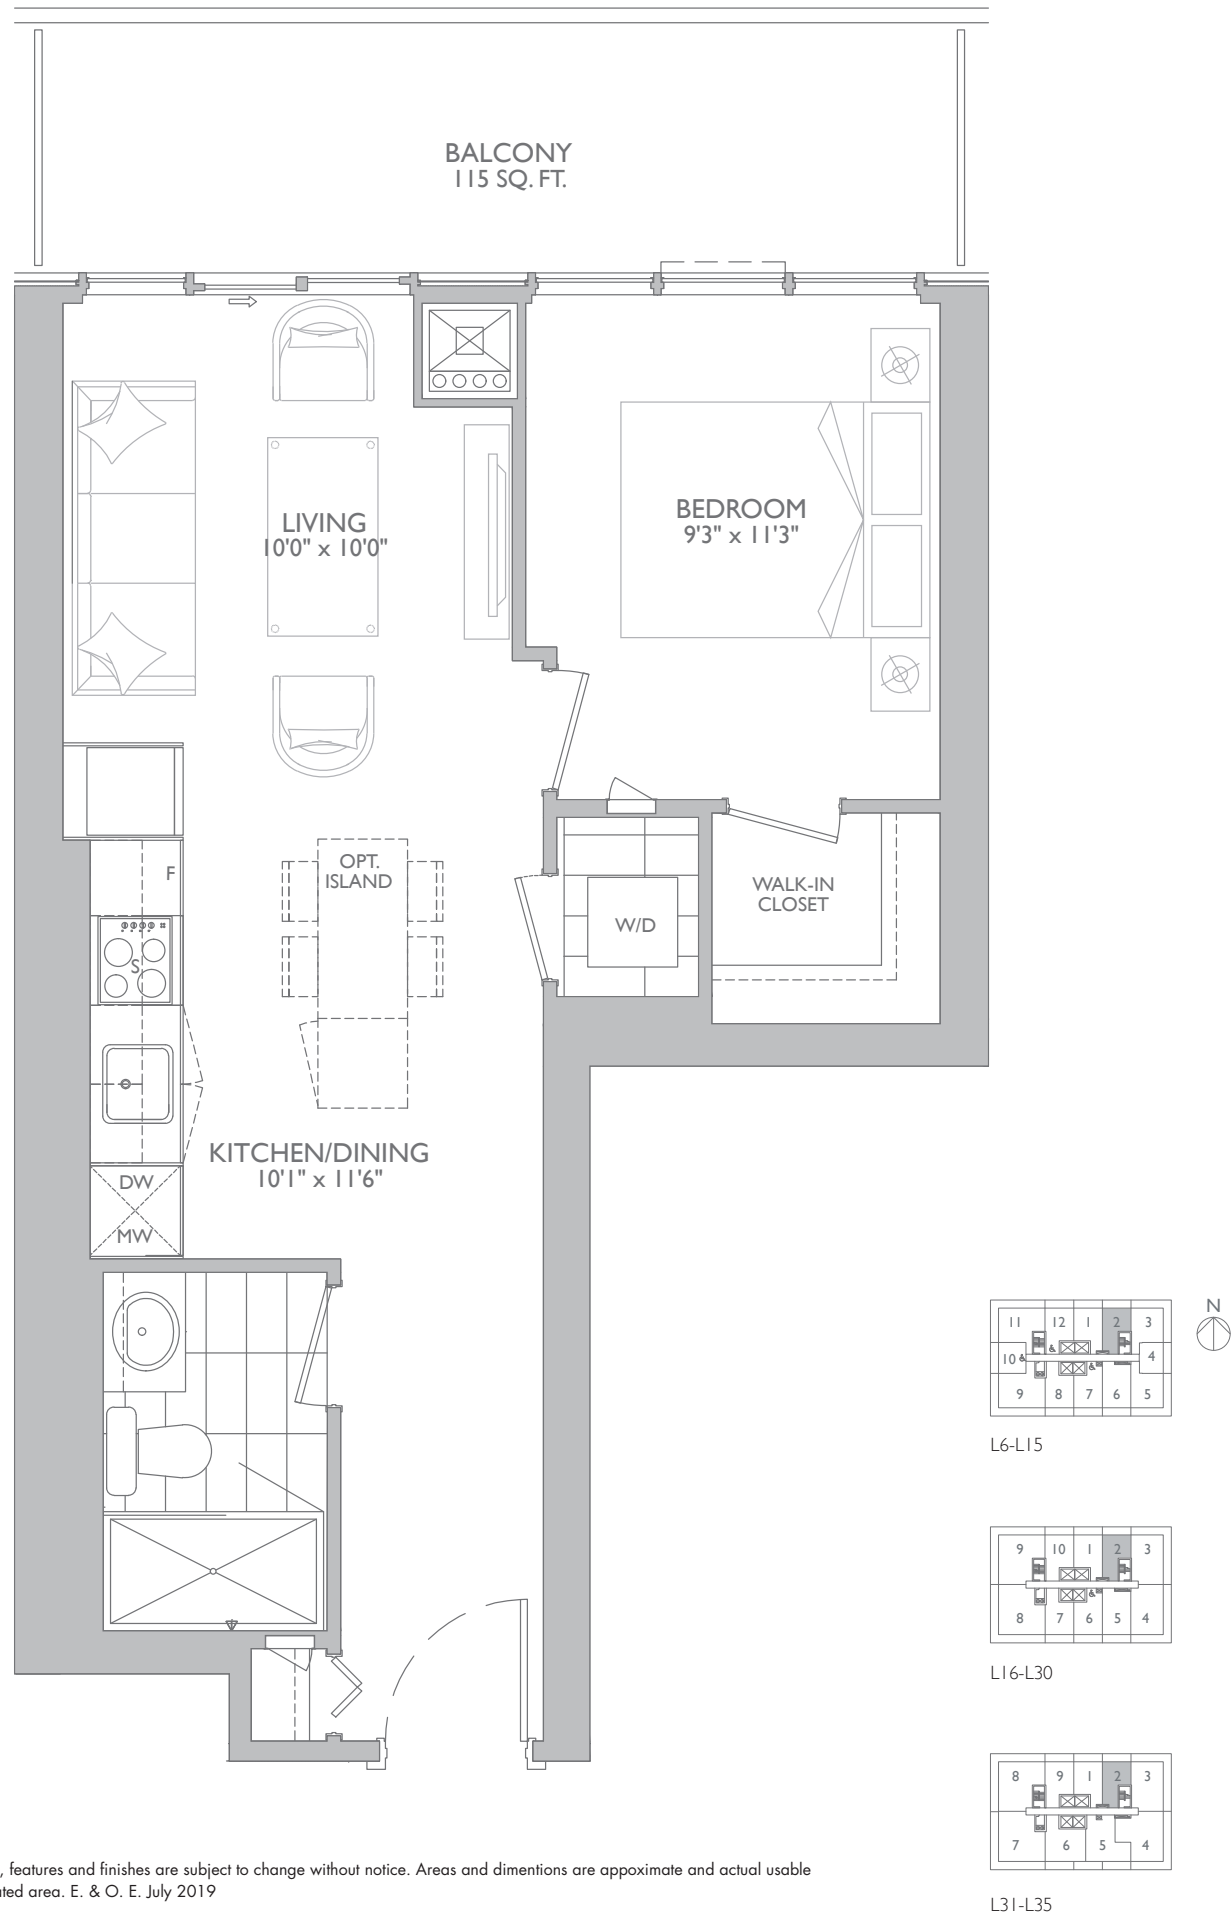 BALCONY
115 SQ. FT.
LIVING
10'0" x 10'0"
BEDROOM
9'3" x 11'3"
F
OPT.
ISLAND
S
W/D
WALK-IN
CLOSET
KITCHEN/DINING
10'1" x 11'6"
DW
MW
11 12 1 2 3
10 4
9 8 7 6 5
N
L6-L15
9 10 1 2 3
8 7 6 5 4
L16-L30
8 9 1 2 3
7 6 5 4
L31-L35
, features and finishes are subject to change without notice. Areas and dimentions are appoximate and actual usable
area. E. & O. E. July 2019